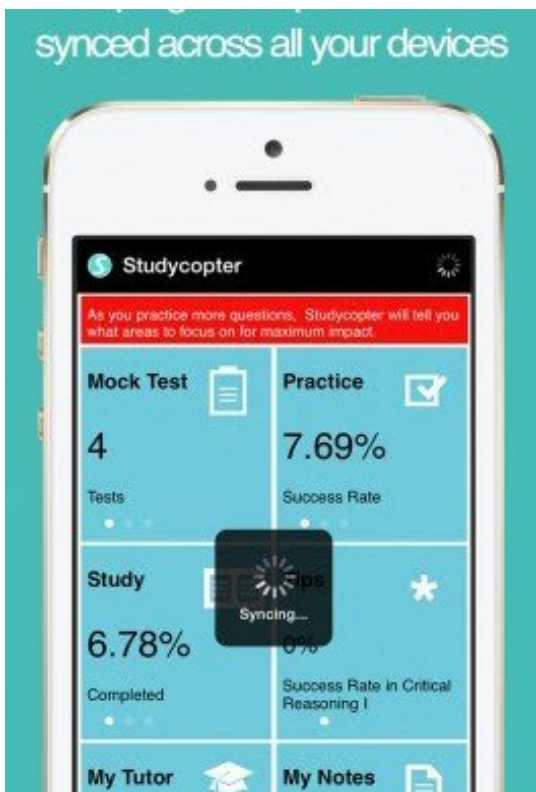 synced across all your devices
Studycopter
As you practice more questions, Studycopter will tell you
what areas to focus on for maximum impact.
Mock Test
4
Tests
Practice
7.69%
Success Rate
Study
6.78%
Completed
Tips
0%
Success Rate in Critical
Reasoning I
Syncing...
My Tutor
My Notes